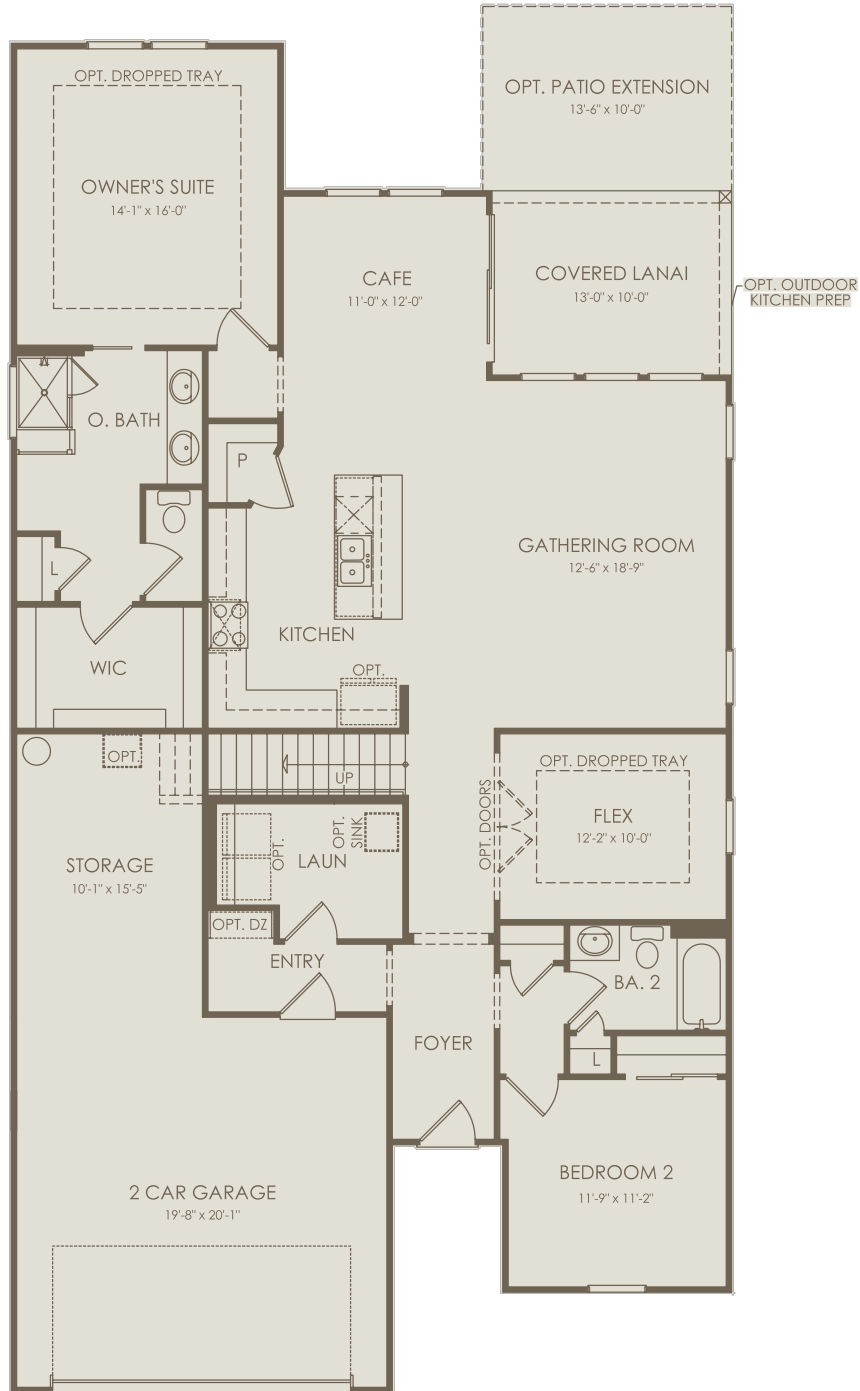 OPT. DROPPED TRAY
OWNER'S SUITE
14'-1" x 16'-0"
OPT. PATIO EXTENSION
13'-6" x 10'-0"
CAFE
11'-0" x 12'-0"
COVERED LANAI
13'-0" x 10'-0"
OPT. OUTDOOR
KITCHEN PREP
O. BATH
P
L
GATHERING ROOM
12'-6" x 18'-9"
KITCHEN
OPT.
WIC
OPT.
UP
OPT. DOORS
OPT. DROPPED TRAY
FLEX
12'-2" x 10'-0"
STORAGE
10'-1" x 15'-5"
OPT.
OPT.
SINK
LAUN
OPT. DZ
ENTRY
BA. 2
FOYER
L
BEDROOM 2
11'-9" x 11'-2"
2 CAR GARAGE
19'-8" x 20'-1"